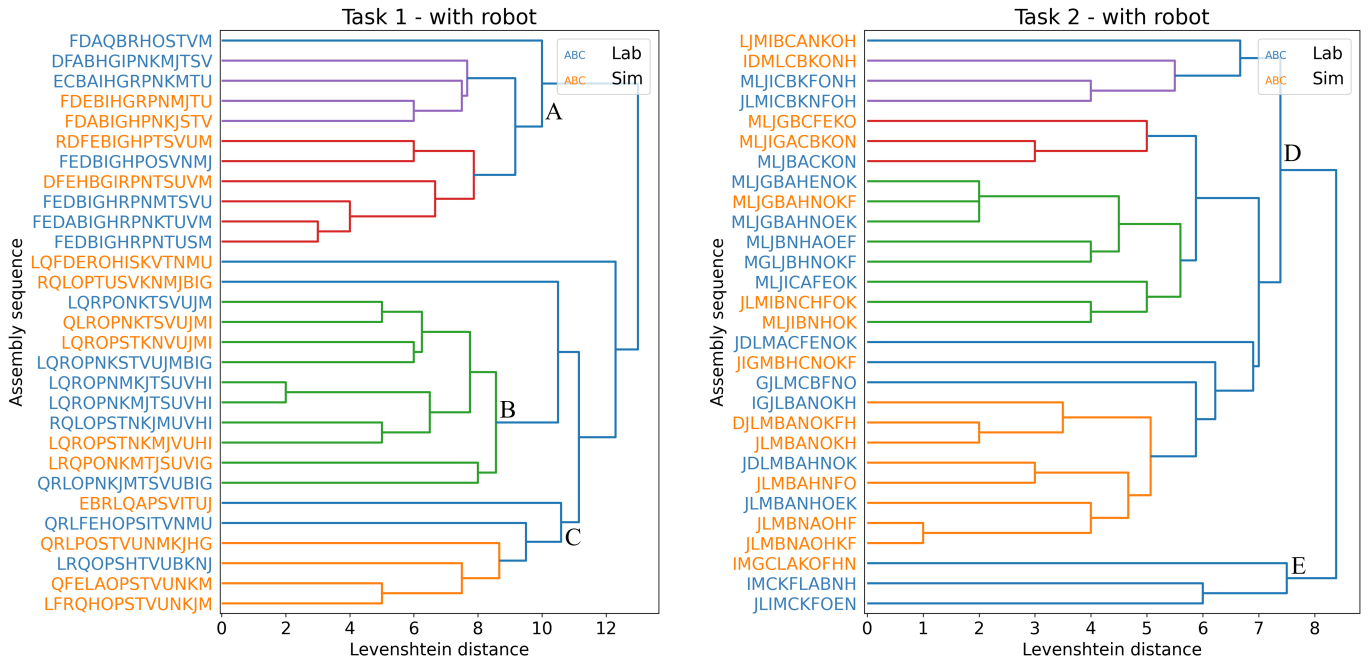 Task 1 - with robot
Assembly sequence
FDAQBRHOSTVM
DFABHGIPNKMJTSV
ECBAIHGRPNKMTU
FDEBIHGRPNMJTU
FDABIGHPNKJSTV
RDFEBIGHPTSVUM
FEDBIGHPOSVNMJ
DFEHBGIRPNTSUVM
FEDBIGHRPNMTSVU
FEDABIGHRPNKTUVM
FEDBIGHRPNTUSM
LQFDEROHISKVTNMU
RQLOPTUSVKNMJBIG
LQRPONKTSVUJM
QLROPNKTSVUJMI
LQROPSTKNVUJMI
LQROPNKSTVUJMBIG
LQROPNMKJTSUVHI
LQROPNKMJTSUVHI
RQLOPSTNKJMUVHI
LQROPSTNKMJVUHI
LRQPONKMTJSUVIG
QRLOPNKJMTSVUBIG
EBRLQAPSVITUJ
QRLFEHOPSITVNMU
QRLPOSTVUNMKJHG
LRQOPSHTVUBKNJ
QFELAOPSTVUNKM
LFRQHOPSTVUNKJM
ABC Lab
ABC Sim
A
B
C
0 2 4 6 8 10 12
Levenshtein distance
Task 2 - with robot
Assembly sequence
LJMIBCANKOH
IDMLCBKONH
MLJICBKFONH
JLMICBKNFOH
MLJGBCFEKO
MLJIGACBKON
MLJBACKON
MLJGBAHENOK
MLJGBAHNOKF
MLJGBAHNOEK
MLJBNHAOEF
MGLJBHNOKF
MLJICAFEOK
JLMIBNCHFOK
MLJIBNHOK
JDLMACFENOK
JIGMBHCNOKF
GJLMCBFNO
IGJLBANOKH
DJLMBANOKFH
JLMBANOKH
JDLMBAHNOK
JLMBAHNFO
JLMBANHOEK
JLMBNAOHF
JLMBNAOHKF
IMGCLAKOFHN
IMCKFLABNH
JLIMCKFOEN
ABC Lab
ABC Sim
D
E
0 1 2 3 4 5 6 7 8
Levenshtein distance